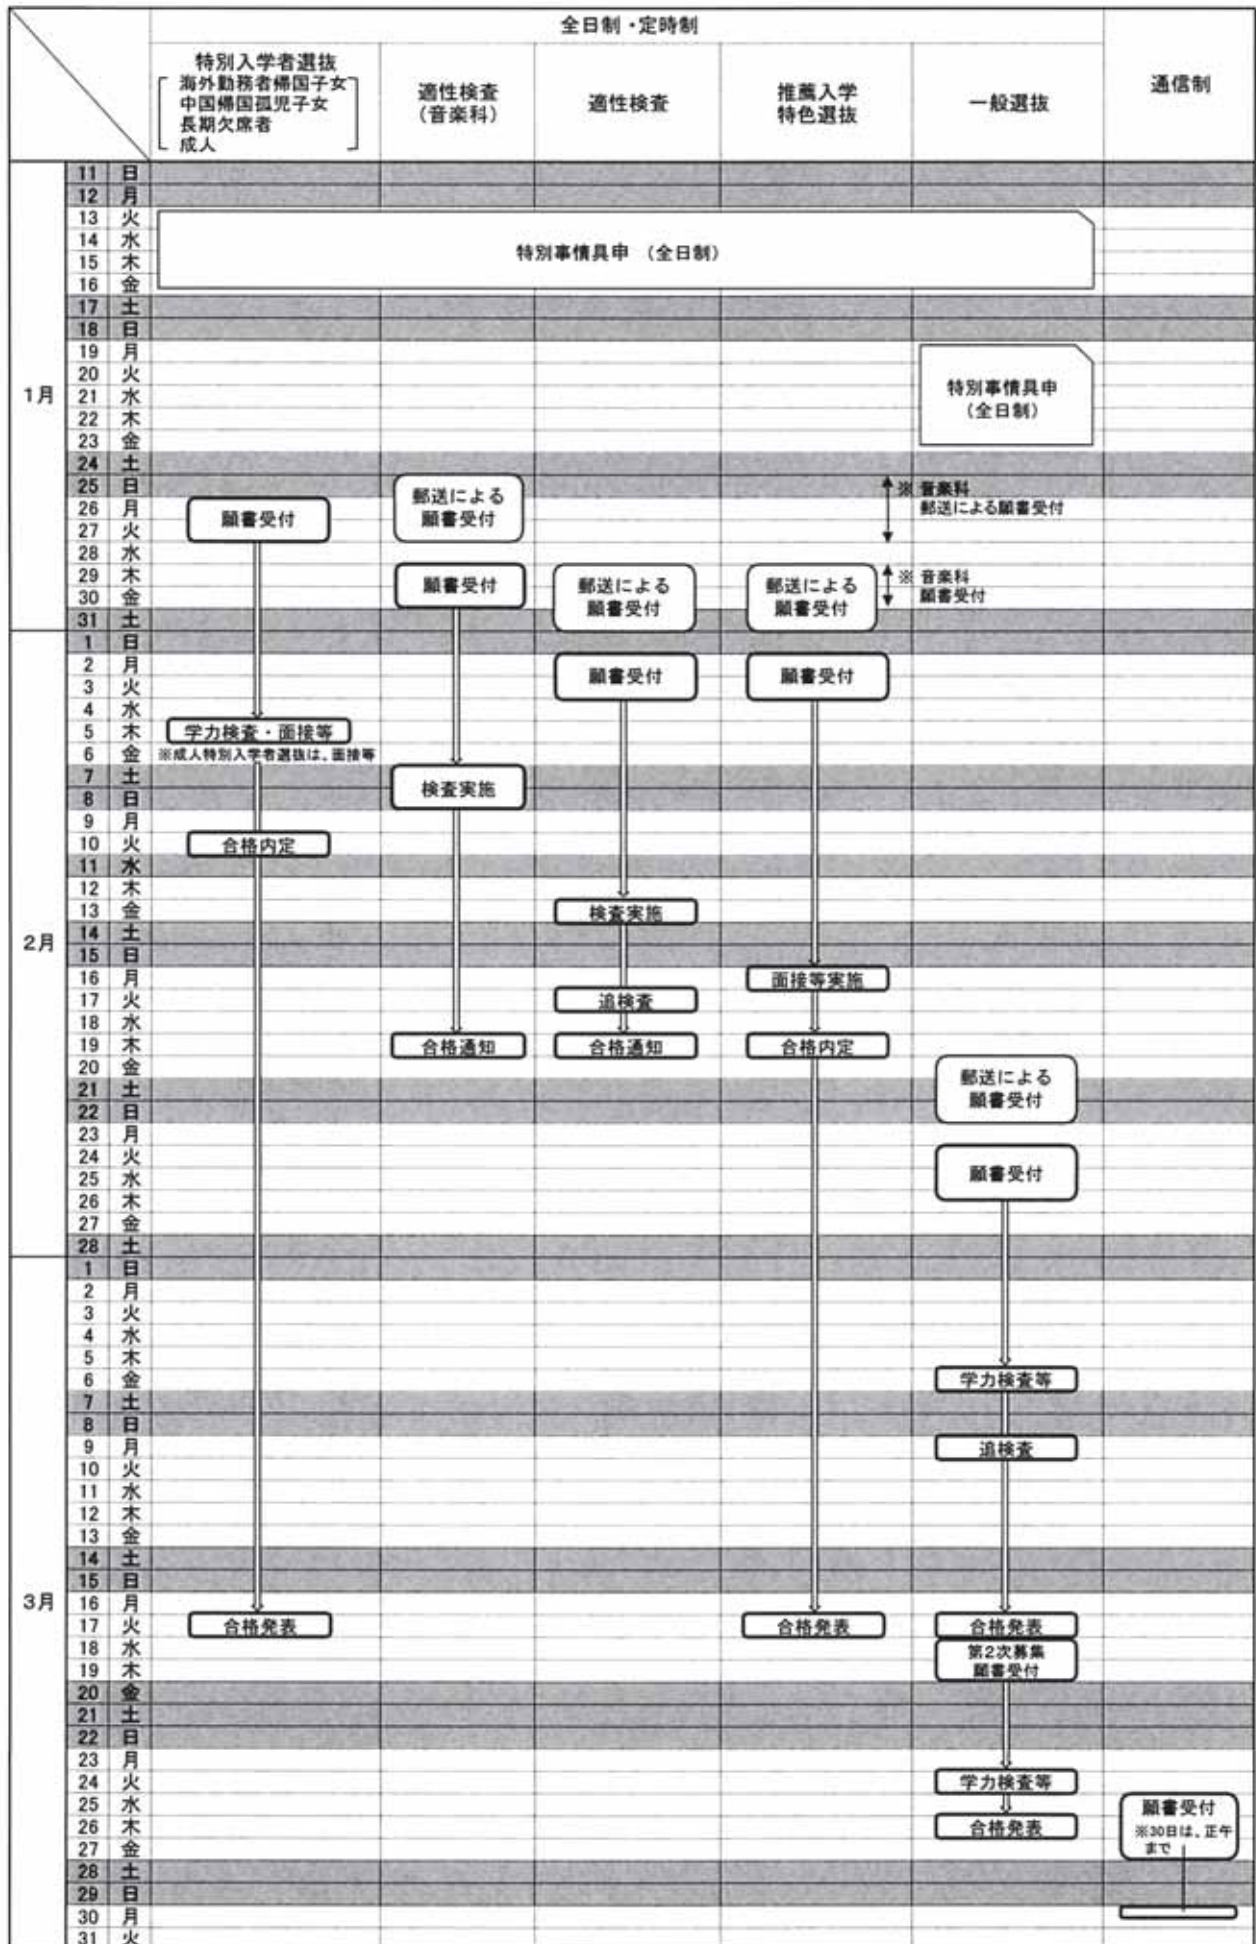 全日制・定時制
特別入学者選抜
海外勤務者帰国子女
中国帰国孤児子女
長期欠席者
成人
適性検査
(音楽科)
適性検査
推薦入学
特色選抜
一般選抜
通信制
1月
11 日
12 月
13 火
14 水
15 木
16 金
特別事情具申 (全日制)
17 土
18 日
19 月
20 火
21 水
22 木
23 金
特別事情具申
(全日制)
24 土
25 日
26 月
27 火
28 水
29 木
30 金
31 土
願書受付
郵送による
願書受付
※ 音楽科
郵送による願書受付
願書受付
郵送による
願書受付
郵送による
願書受付
※ 音楽科
願書受付
2月
1 日
2 月
3 火
4 水
5 木
6 金
7 土
8 日
9 月
10 火
11 水
12 木
13 金
14 土
15 日
16 月
17 火
18 水
19 木
20 金
21 土
22 日
23 月
24 火
25 水
26 木
27 金
28 土
願書受付
願書受付
学力検査・面接等
※成人特別入学者選抜は、面接等
検査実施
合格内定
検査実施
面接等実施
追検査
合格通知
合格通知
合格内定
郵送による
願書受付
願書受付
3月
1 日
2 月
3 火
4 水
5 木
6 金
7 土
8 日
9 月
10 火
11 水
12 木
13 金
14 土
15 日
16 月
17 火
18 水
19 木
20 金
21 土
22 日
23 月
24 火
25 水
26 木
27 金
28 土
29 日
30 月
31 火
学力検査等
追検査
合格発表
合格発表
合格発表
第2次募集
願書受付
学力検査等
合格発表
願書受付
※30日は、正午
まで